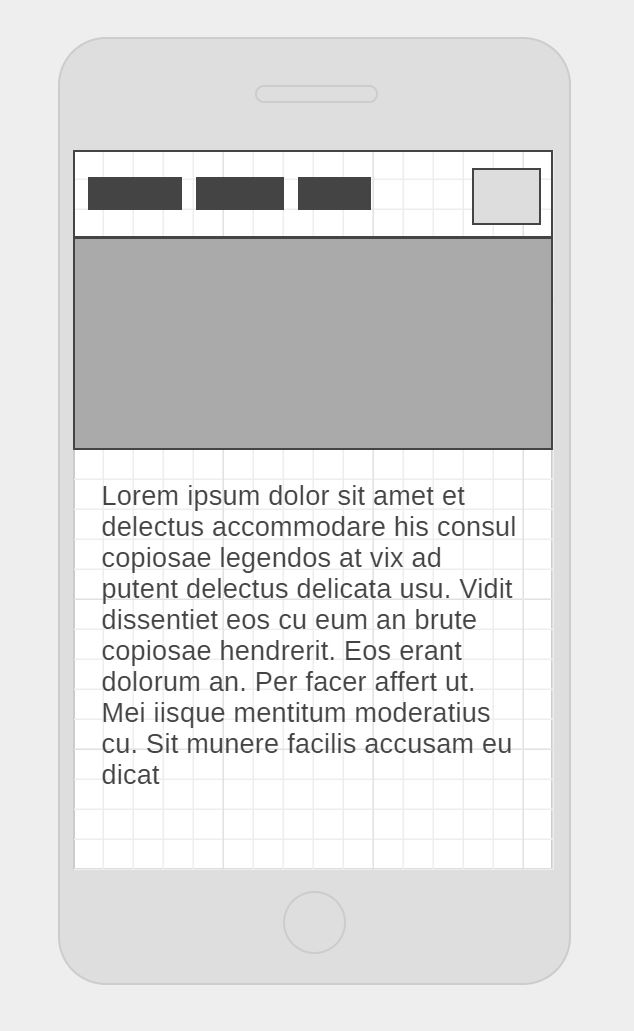 Lorem ipsum dolor sit amet et
delectus accommodare his consul
copiosae legendos at vix ad
putent delectus delicata usu. Vidit
dissentiet eos cu eum an brute
copiosae hendrerit. Eos erant
dolorum an. Per facer affert ut.
Mei iisque mentitum moderatius
cu. Sit munere facilis accusam eu
dicat